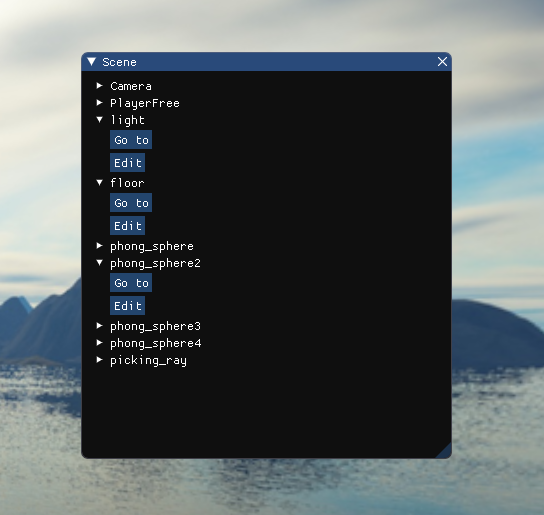 Scene
Camera
PlayerFree
light
Go to
Edit
floor
Go to
Edit
phong_sphere
phong_sphere2
Go to
Edit
phong_sphere3
phong_sphere4
picking_ray